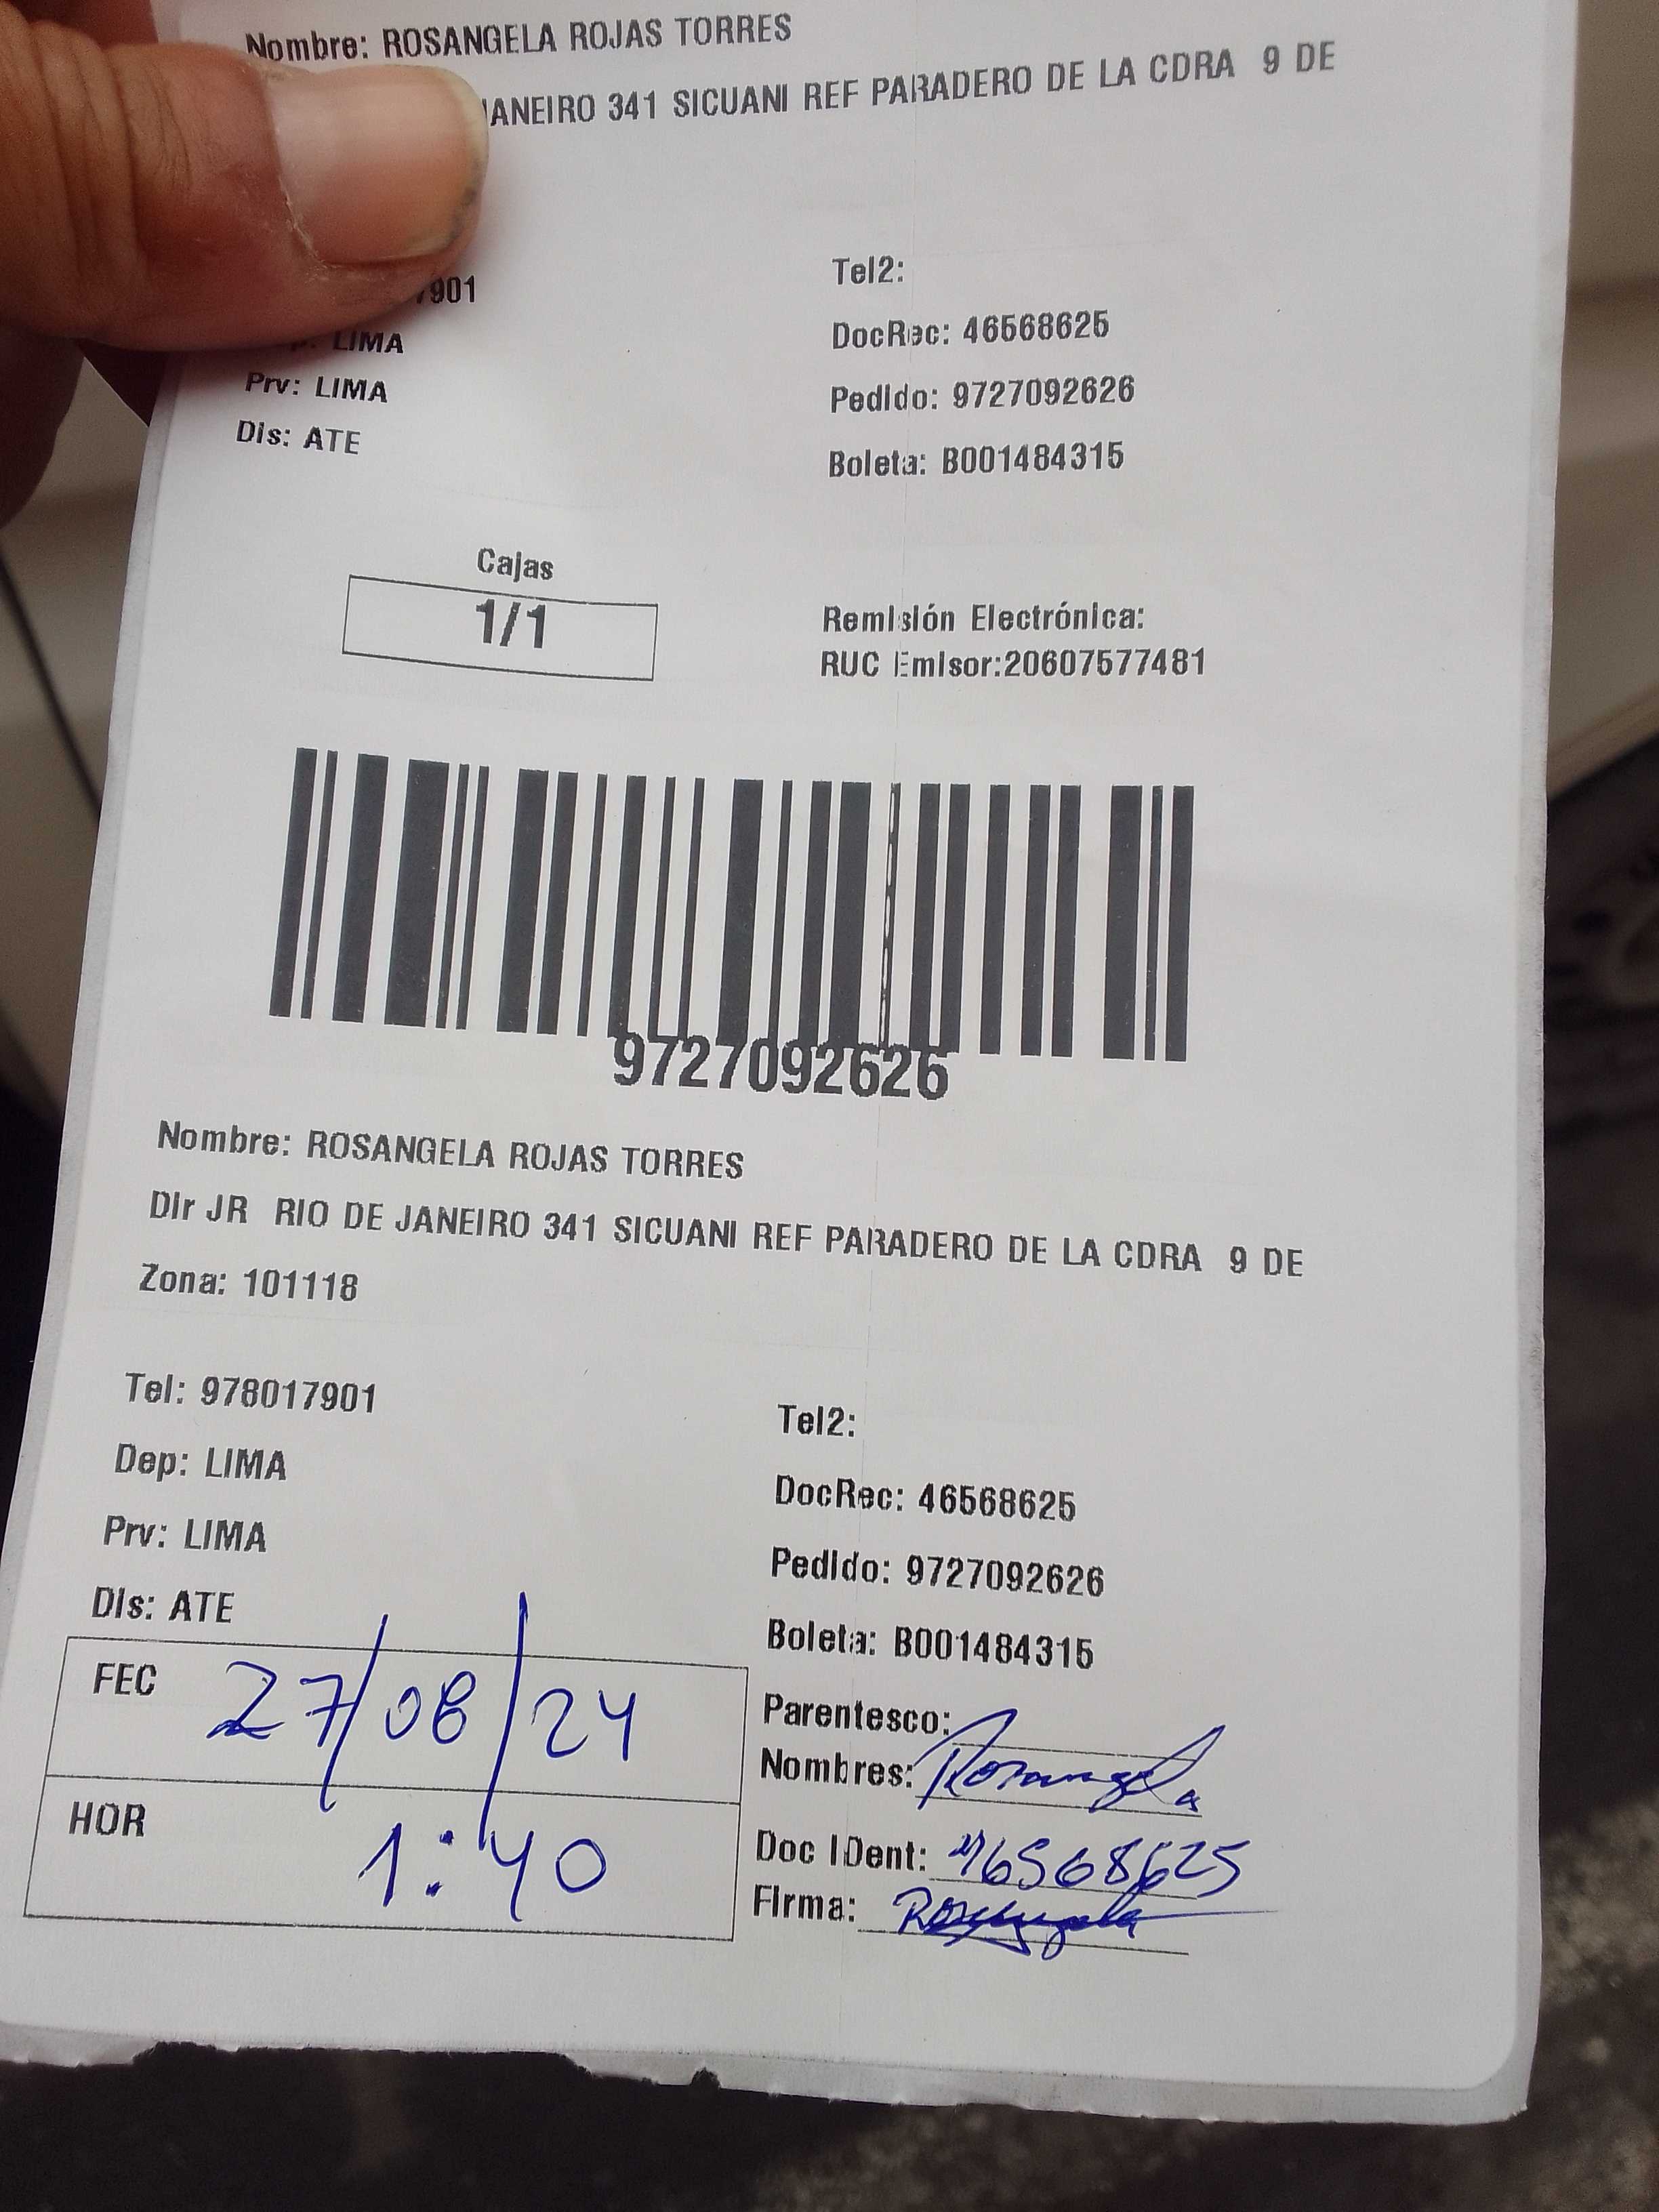 Nombre: ROSANGELA ROJAS TORRES
JANEIRO 341 SICUANI REF PARADERO DE LA CDRA 9 DE
901
LIMA
Prv: LIMA
Dis: ATE
Tel2:
DocRec: 46568625
Pedido: 9727092626
Boleta: B001484315
Cajas
1/1
Remisión Electrónica:
RUC Emisor:20607577481
9727092626
Nombre: ROSANGELA ROJAS TORRES
Dir JR RIO DE JANEIRO 341 SICUANI REF PARADERO DE LA CDRA 9 DE
Zona: 101118
Tel: 978017901
Dep: LIMA
Prv: LIMA
Dis: ATE
Tel2:
DocRec: 46568625
Pedido: 9727092626
Boleta: B001484315
FEC 27/08/24
HOR 1:40
Parentesco:
Nombres: Rosangela
Doc IDent: 46568625
Firma: Rosangela